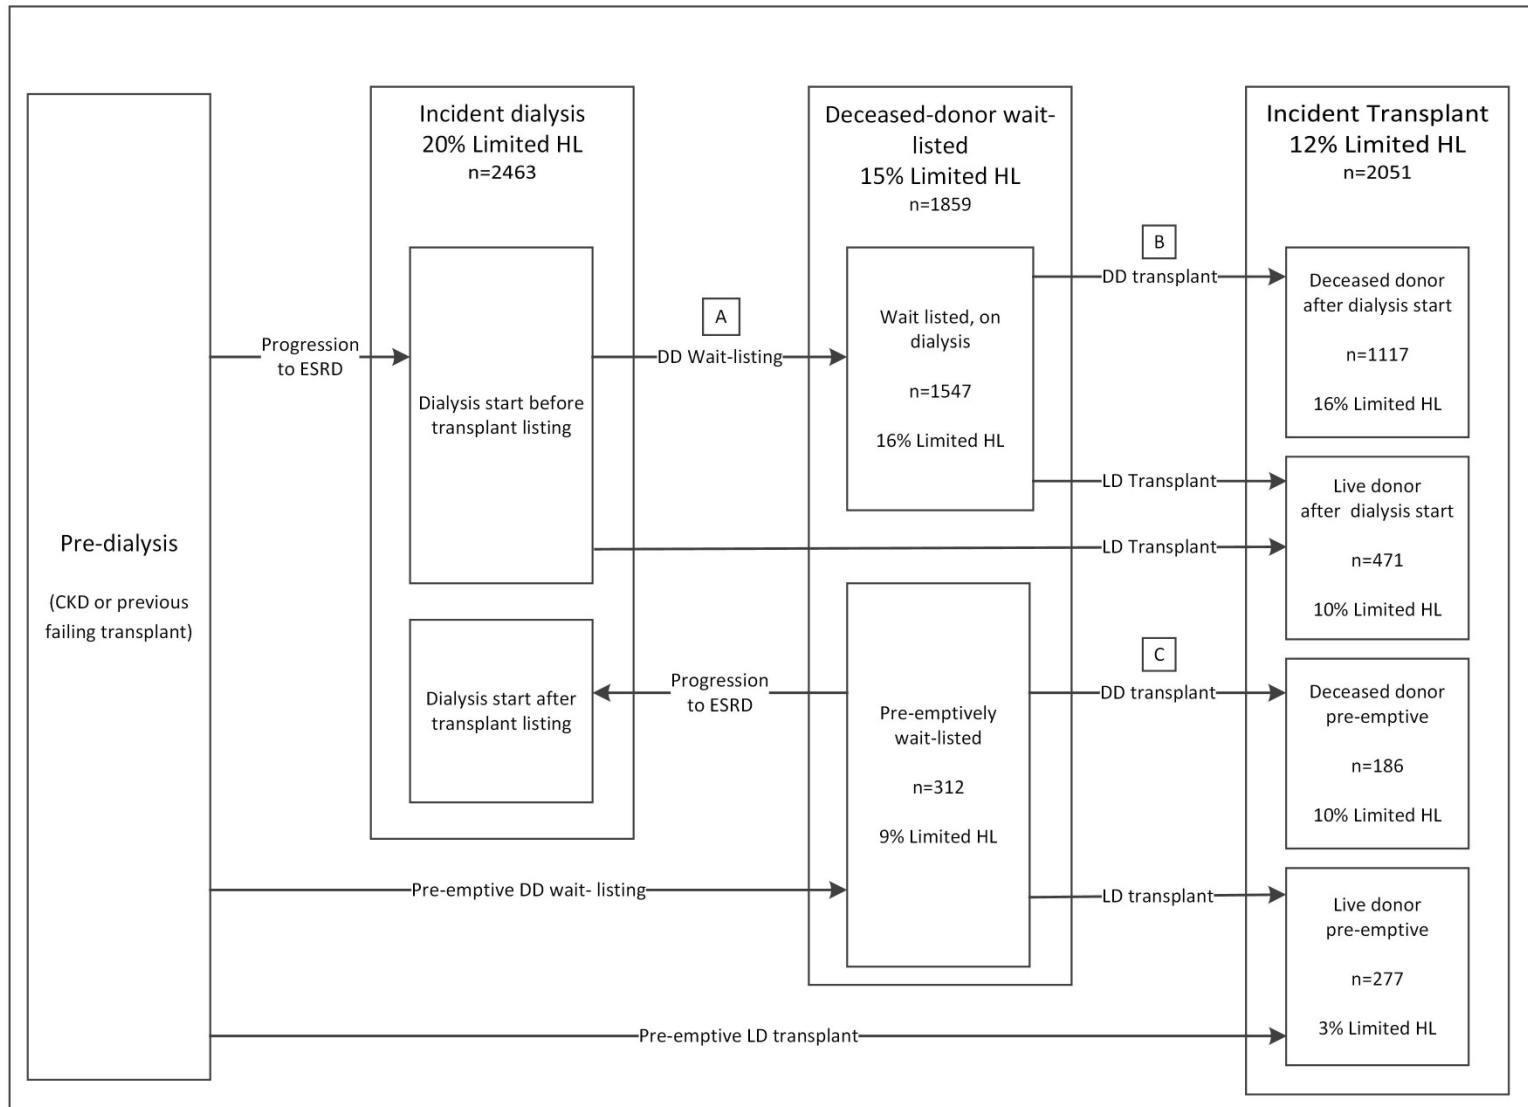 Pre-dialysis
(CKD or previous
failing transplant)
Progression
to ESRD
Incident dialysis
20% Limited HL
n=2463
Dialysis start before
transplant listing
Dialysis start after
transplant listing
A
DD Wait-listing
Progression
to ESRD
Pre-emptive DD wait- listing
Pre-emptive LD transplant
Deceased-donor wait-
listed
15% Limited HL
n=1859
Wait listed, on
dialysis
n=1547
16% Limited HL
Pre-emptively
wait-listed
n=312
9% Limited HL
B
DD transplant
LD Transplant
LD Transplant
C
DD transplant
LD transplant
Incident Transplant
12% Limited HL
n=2051
Deceased donor
after dialysis start
n=1117
16% Limited HL
Live donor
after dialysis start
n=471
10% Limited HL
Deceased donor
pre-emptive
n=186
10% Limited HL
Live donor
pre-emptive
n=277
3% Limited HL